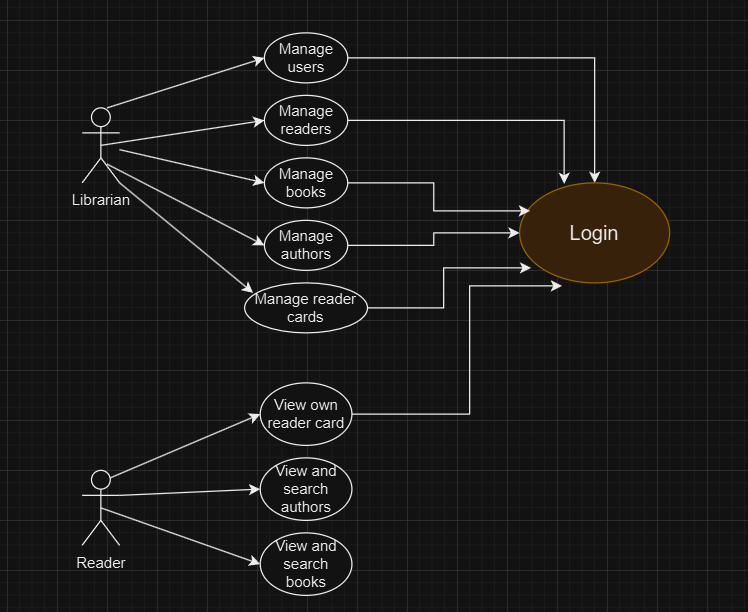 Manage
users
Manage
readers
Manage
books
Librarian
Manage
authors
Login
Manage reader
cards
View own
reader card
View and
search
authors
Reader
View and
search
books